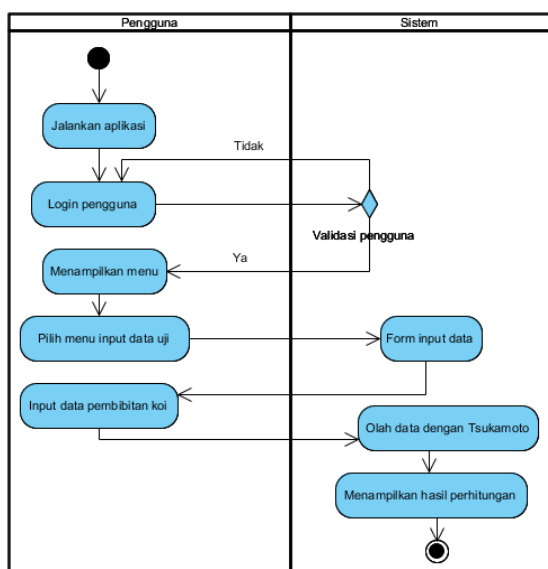 Pengguna
Sistem
Jalankan aplikasi
Tidak
Login pengguna
Validasi pengguna
Ya
Menampilkan menu
Pilih menu input data uji
Form input data
Input data pembibitan koi
Olah data dengan Tsukamoto
Menampilkan hasil perhitungan